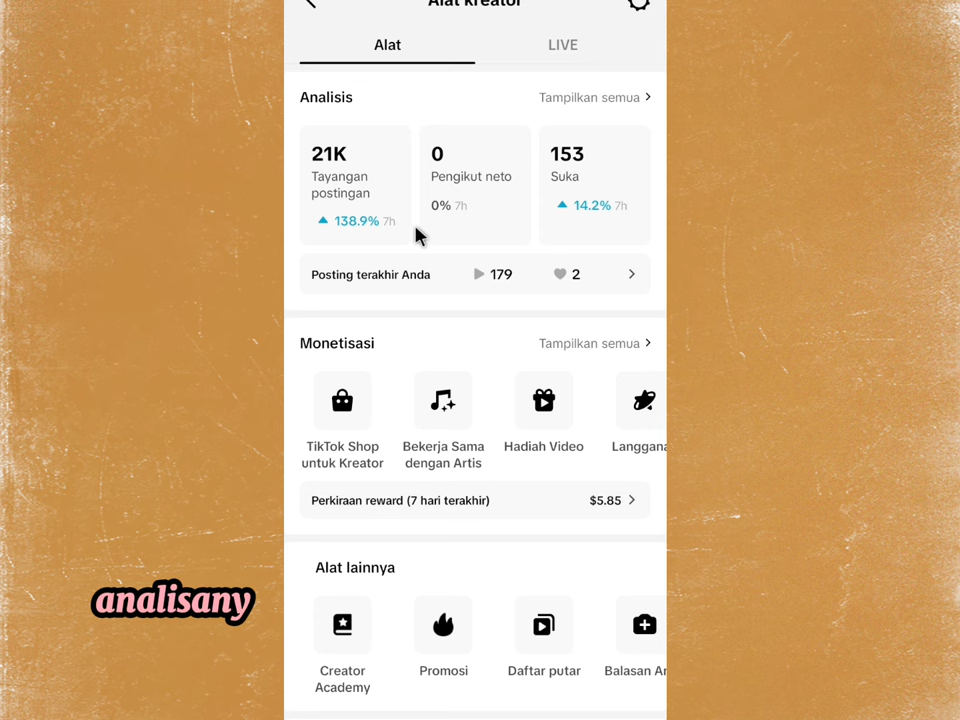 Alat kreator
Alat
LIVE
Analisis
Tampilkan semua
21K
Tayangan
postingan
138.9% 7h
0
Pengikut neto
0% 7h
153
Suka
14.2% 7h
Posting terakhir Anda
179
2
Monetisasi
Tampilkan semua
TikTok Shop
untuk Kreator
Bekerja Sama
dengan Artis
Hadiah Video
Langgana
Perkiraan reward (7 hari terakhir)
$5.85
Alat lainnya
Creator
Academy
Promosi
Daftar putar
Balasan An
analisany